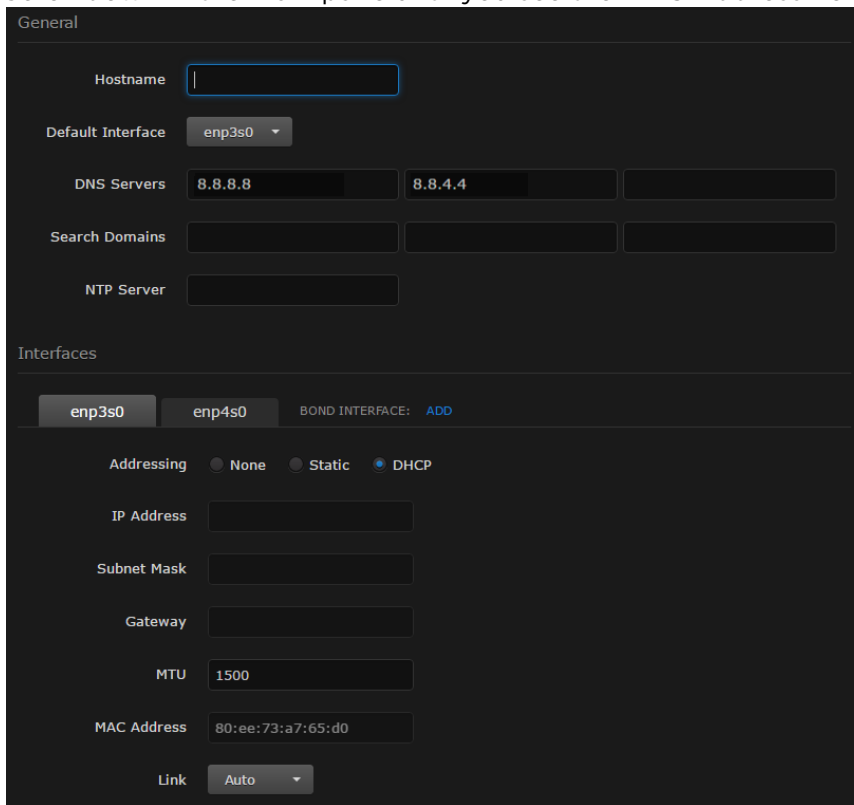 General
Hostname
Default Interface enp3s0
DNS Servers 8.8.8.8 8.8.4.4
Search Domains
NTP Server
Interfaces
enp3s0 enp4s0 BOND INTERFACE: ADD
Addressing None Static DHCP
IP Address
Subnet Mask
Gateway
MTU 1500
MAC Address 80:ee:73:a7:65:d0
Link Auto